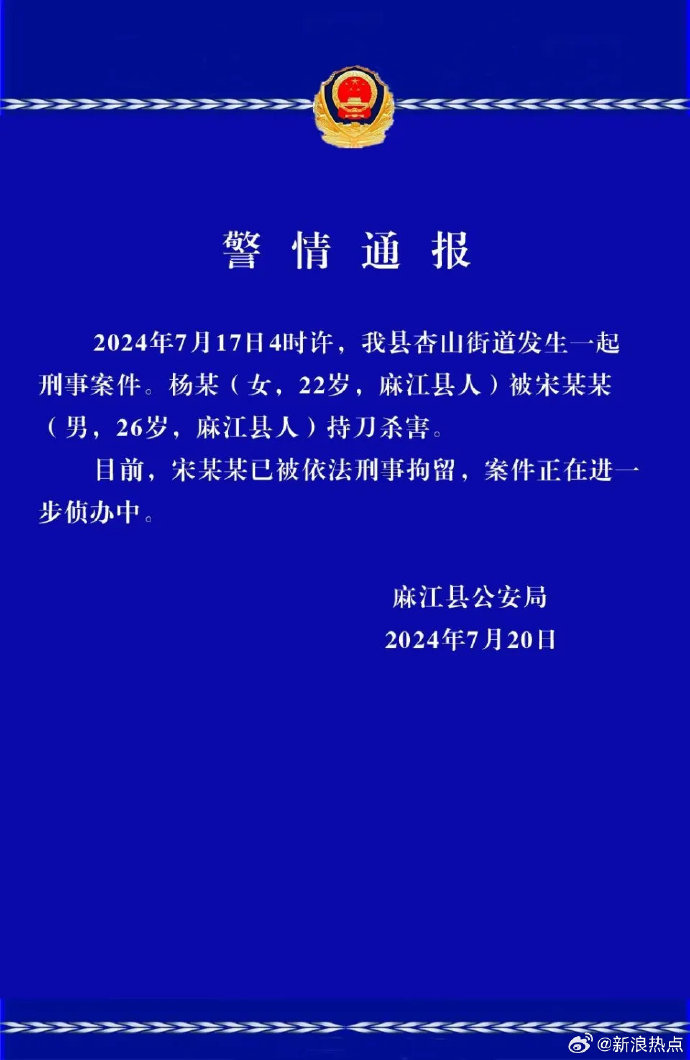 警情通报
2024年7月17日4时许，我县杏山街道发生一起
刑事案件。杨某（女，22岁，麻江县人）被宋某某
（男，26岁，麻江县人）持刀杀害。
目前，宋某某已被依法刑事拘留，案件正在进一
步侦办中。
麻江县公安局
2024年7月20日
@新浪热点